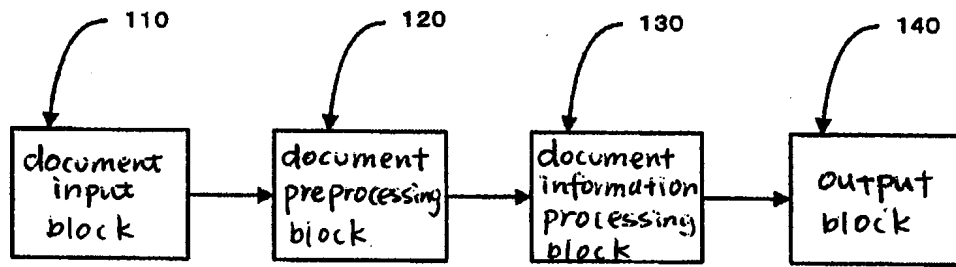 110
120
130
140
document
input
block
document
preprocessing
block
document
information
processing
block
output
block